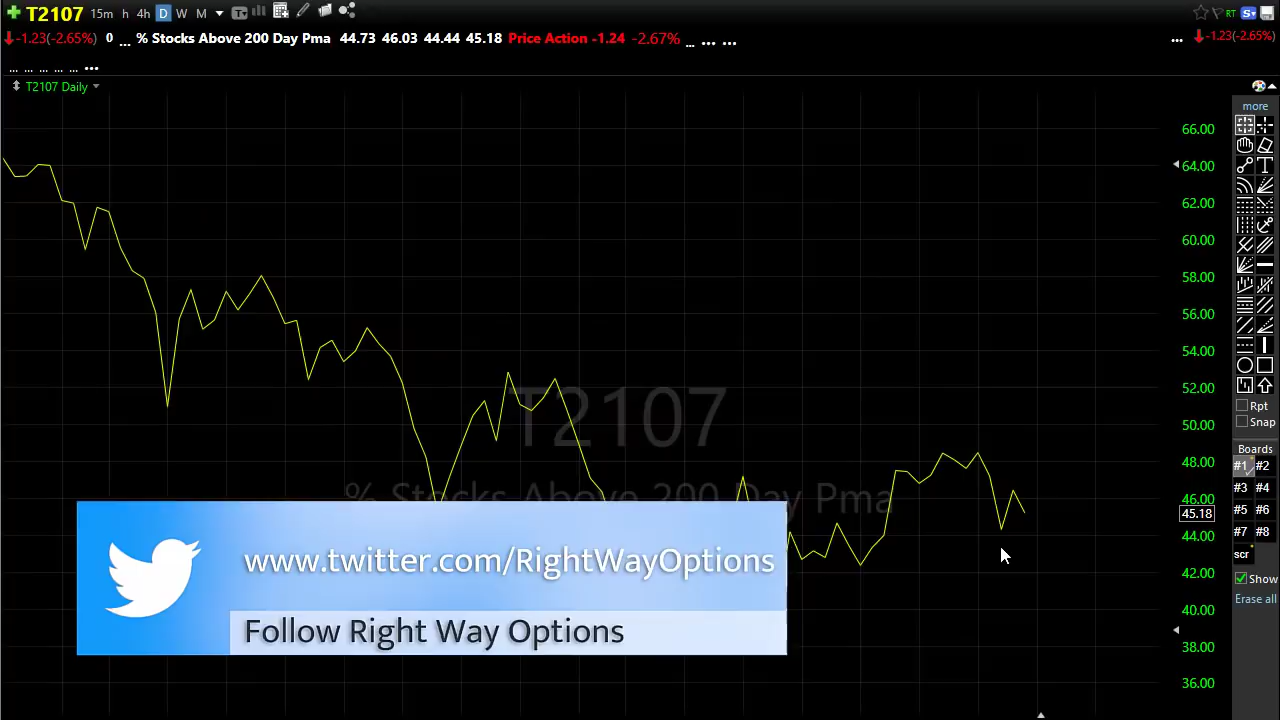 T2107 15m h 4h D W M T S RT
-1.23(-2.65%) 0 ... % Stocks Above 200 Day Pma 44.73 46.03 44.44 45.18 Price Action -1.24 -2.67% ... ... ... ... -1.23(-2.65%)
... ... ... ... ... ...
T2107 Daily
more
66.00
64.00
62.00
60.00
58.00
56.00
54.00
52.00
50.00
48.00
46.00
45.18
44.00
42.00
40.00
38.00
36.00
T2107
% Stocks Above 200 Day Pma
www.twitter.com/RightWayOptions
Follow Right Way Options
T
Rpt
Snap
Boards
#1 #2
#3 #4
#5 #6
#7 #8
scr
Show
Erase all